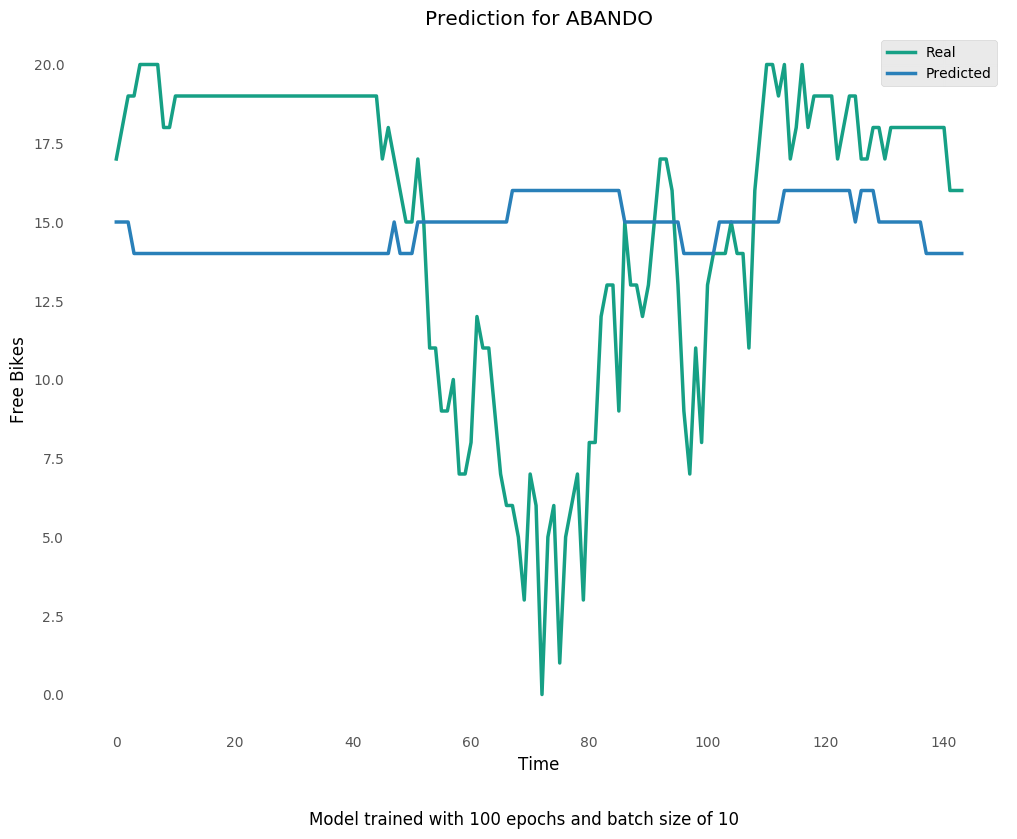 Prediction for ABANDO
Real
Predicted
20.0
17.5
15.0
12.5
10.0
7.5
5.0
2.5
0.0
Free Bikes
0 20 40 60 80 100 120 140
Time
Model trained with 100 epochs and batch size of 10